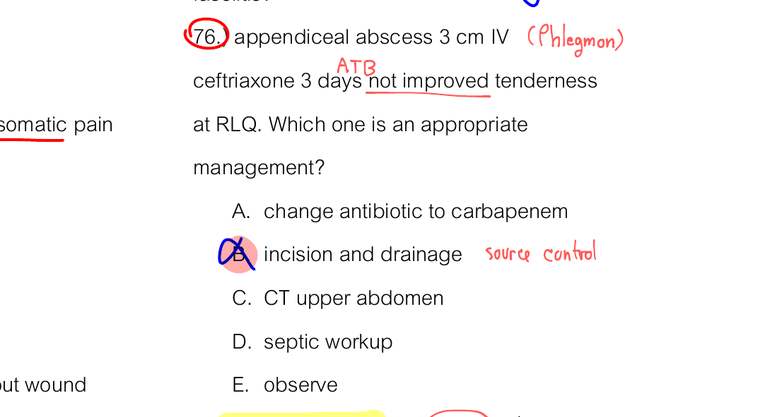 76. appendiceal abscess 3 cm IV (Phlegmon)
ATB
ceftriaxone 3 days not improved tenderness
somatic pain
at RLQ. Which one is an appropriate
management?
A. change antibiotic to carbapenem
B. incision and drainage source control
C. CT upper abdomen
D. septic workup
E. observe
out wound